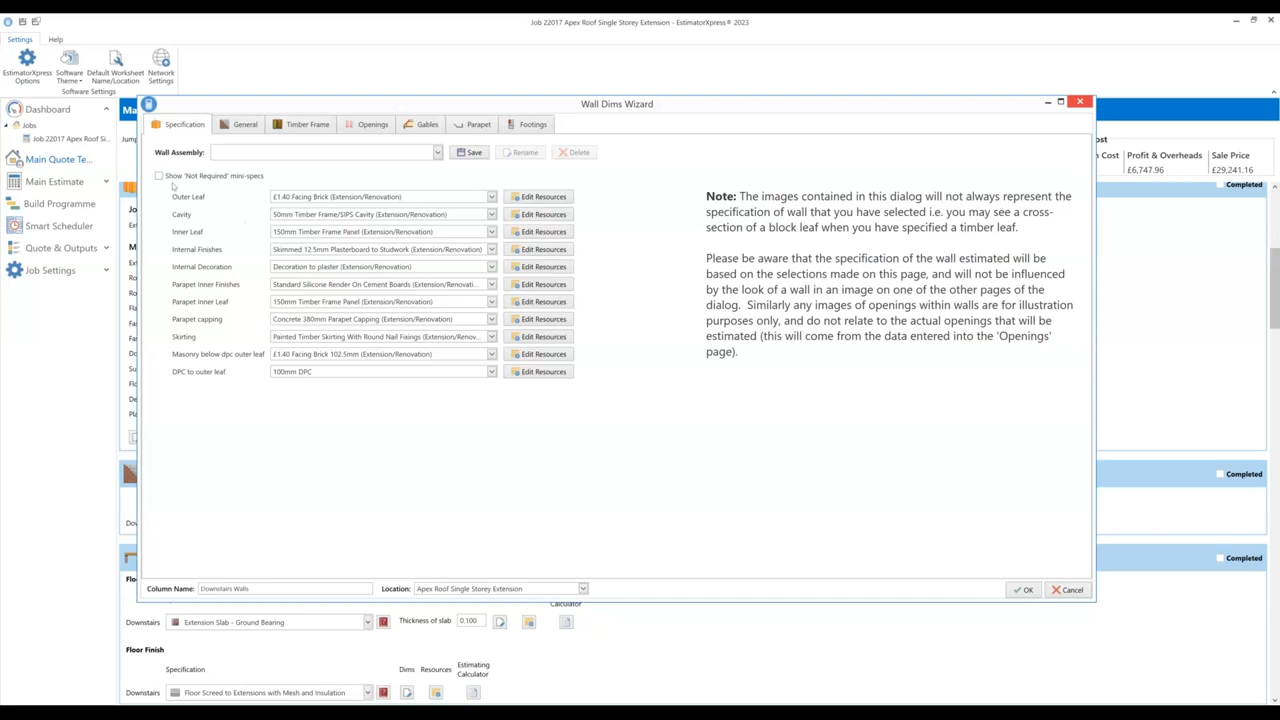 Job 22017 Apex Roof Single Storey Extension - EstimatorXpress® 2023
Settings Help
EstimatorXpress Options
Software Theme
Default Worksheet Name/Location
Network Settings
Software Settings
Dashboard
Jobs
Job 22017 Apex Roof Si...
Main Quote Te...
Main Estimate
Build Programme
Smart Scheduler
Quote & Outputs
Job Settings
Wall Dims Wizard
Specification General Timber Frame Openings Gables Parapet Footings
Wall Assembly: Save Rename Delete
Show 'Not Required' mini-specs
Outer Leaf £1.40 Facing Brick (Extension/Renovation) Edit Resources
Cavity 50mm Timber Frame/SIPS Cavity (Extension/Renovation) Edit Resources
Inner Leaf 150mm Timber Frame Panel (Extension/Renovation) Edit Resources
Internal Finishes Skimmed 12.5mm Plasterboard to Studwork (Extension/Renovation) Edit Resources
Internal Decoration Decoration to plaster (Extension/Renovation) Edit Resources
Parapet Inner Finishes Standard Silicone Render On Cement Boards (Extension/Renovati... Edit Resources
Parapet Inner Leaf 150mm Timber Frame Panel (Extension/Renovation) Edit Resources
Parapet capping Concrete 380mm Parapet Capping (Extension/Renovation) Edit Resources
Skirting Painted Timber Skirting With Round Nail Fixings (Extension/Renov... Edit Resources
Masonry below dpc outer leaf £1.40 Facing Brick 102.5mm (Extension/Renovation) Edit Resources
DPC to outer leaf 100mm DPC Edit Resources
Note: The images contained in this dialog will not always represent the
specification of wall that you have selected i.e. you may see a cross-
section of a block leaf when you have specified a timber leaf.
Please be aware that the specification of the wall estimated will be
based on the selections made on this page, and will not be influenced
by the look of a wall in an image on one of the other pages of the
dialog. Similarly any images of openings within walls are for illustration
purposes only, and do not relate to the actual openings that will be
estimated (this will come from the data entered into the 'Openings'
page).
Column Name: Downstairs Walls Location: Apex Roof Single Storey Extension OK Cancel
Cost Profit & Overheads Sale Price
£6,747.96 £29,241.16
Completed
Completed
Completed
Calculator
Downstairs Extension Slab - Ground Bearing Thickness of slab 0.100
Floor Finish
Specification Dims Resources Estimating Calculator
Downstairs Floor Screed to Extensions with Mesh and Insulation